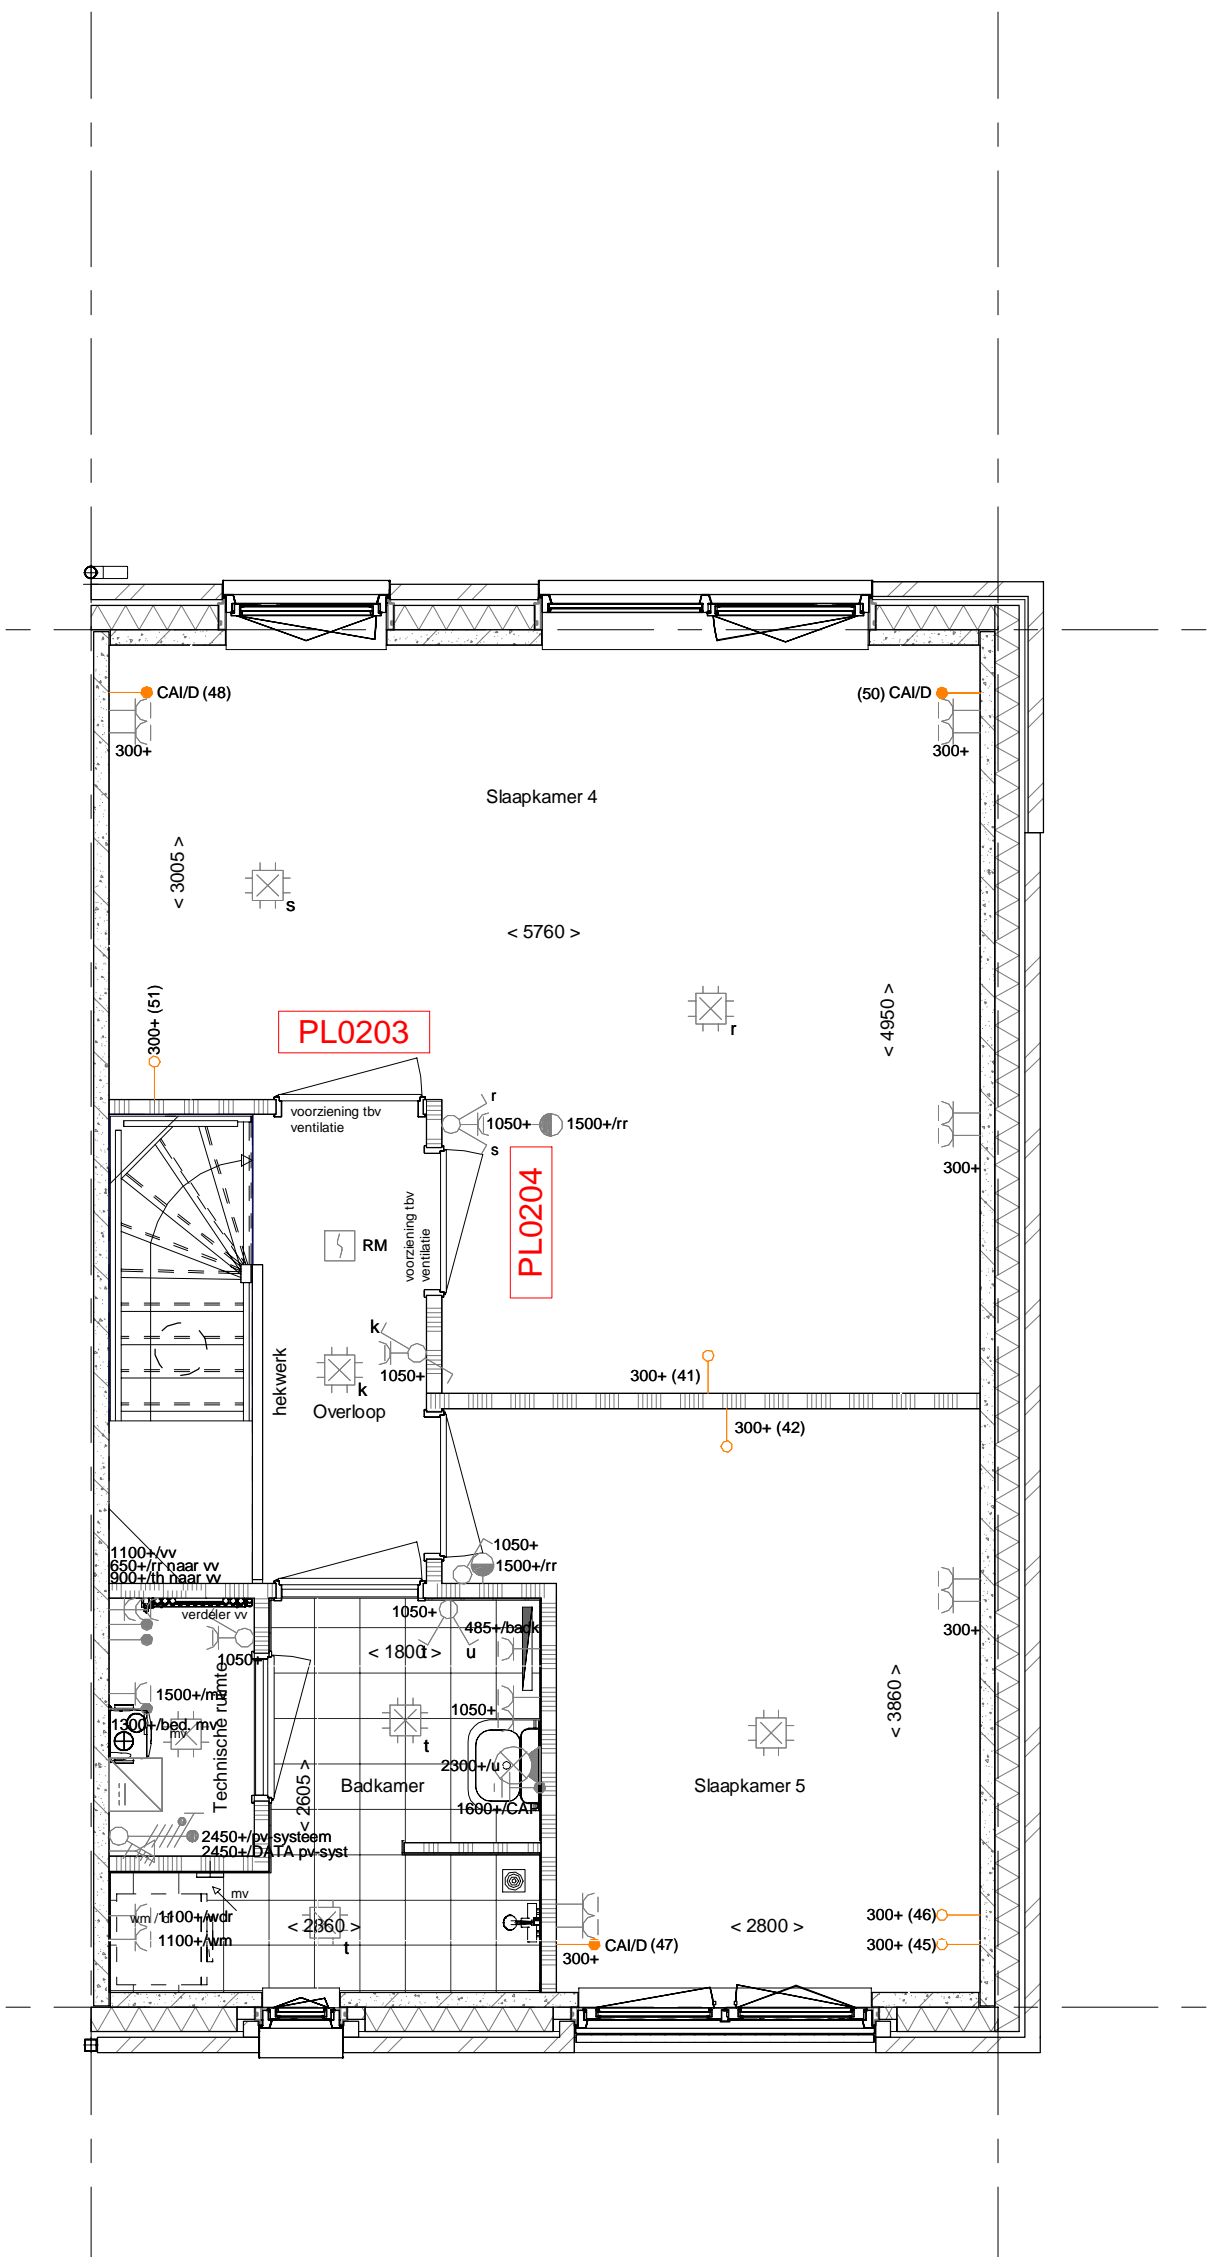 CAI/D (48)
(50) CAI/D
300+
300+
Slaapkamer 4
< 3005 >
s
< 5760 >
< 4950 >
300+ (51)
r
PL0203
voorziening tbv
ventilatie
r
1050+
1500+/rr
s
PL0204
300+
voorziening tbv
ventilatie
RM
k
1050+
hekwerk
k
Overloop
300+ (41)
300+ (42)
1050+
1500+/rr
1100+/vv
650+/rr naar vv
900+/th naar vv
verdeler vv
1050+
485+/back
300+
1050+
< 1800 >
t
u
Technische ruimte
1500+/mv
1300+/bed. mv
mv
1050+
t
< 3860 >
2300+/u
Badkamer
Slaapkamer 5
< 2605 >
1600+/CAP
2450+/pv-systeem
2450+/DATA pv-syst
mv
wm /
1100+/wdr
1100+/wm
< 2860 >
t
300+ (46)
< 2800 >
300+ (45)
CAI/D (47)
300+